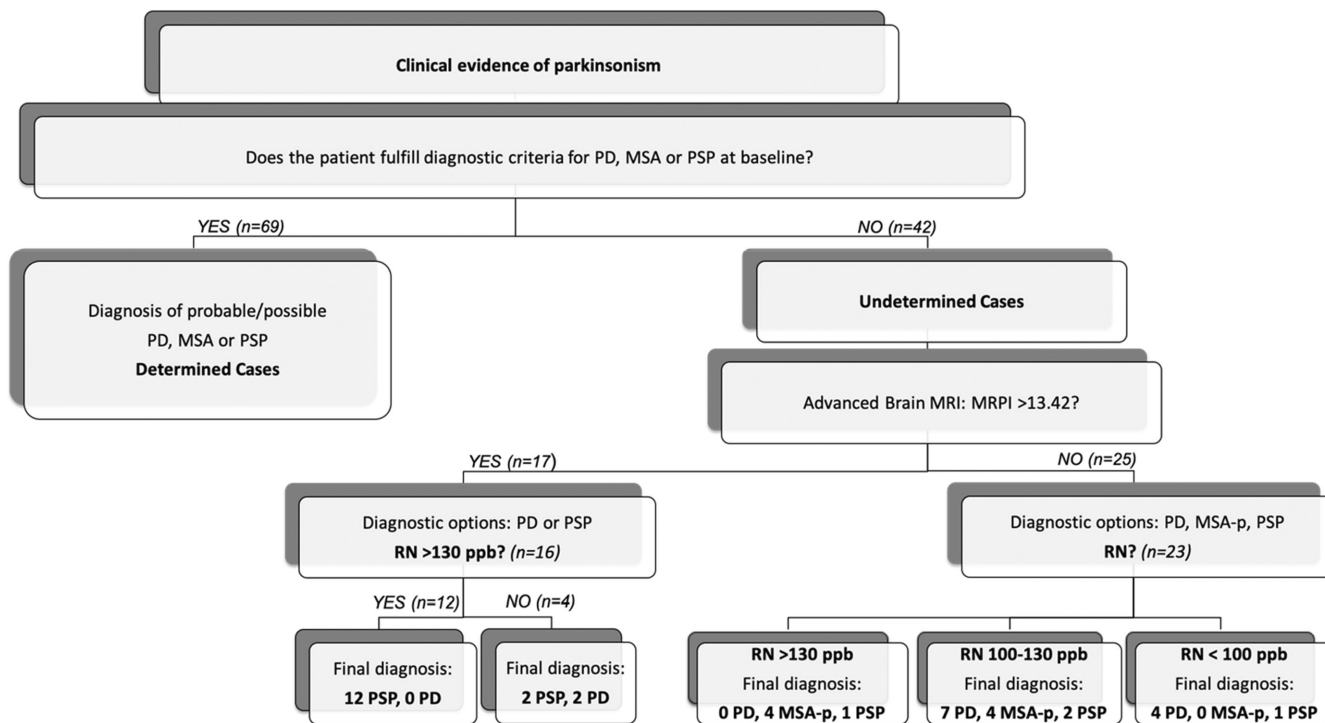 Clinical evidence of parkinsonism
Does the patient fulfill diagnostic criteria for PD, MSA or PSP at baseline?
YES (n=69)
NO (n=42)
Diagnosis of probable/possible
PD, MSA or PSP
Determined Cases
Undetermined Cases
Advanced Brain MRI: MRPI >13.42?
YES (n=17)
NO (n=25)
Diagnostic options: PD or PSP
RN >130 ppb? (n=16)
Diagnostic options: PD, MSA-p, PSP
RN? (n=23)
YES (n=12)
NO (n=4)
Final diagnosis:
12 PSP, 0 PD
Final diagnosis:
2 PSP, 2 PD
RN >130 ppb
Final diagnosis:
0 PD, 4 MSA-p, 1 PSP
RN 100-130 ppb
Final diagnosis:
7 PD, 4 MSA-p, 2 PSP
RN < 100 ppb
Final diagnosis:
4 PD, 0 MSA-p, 1 PSP